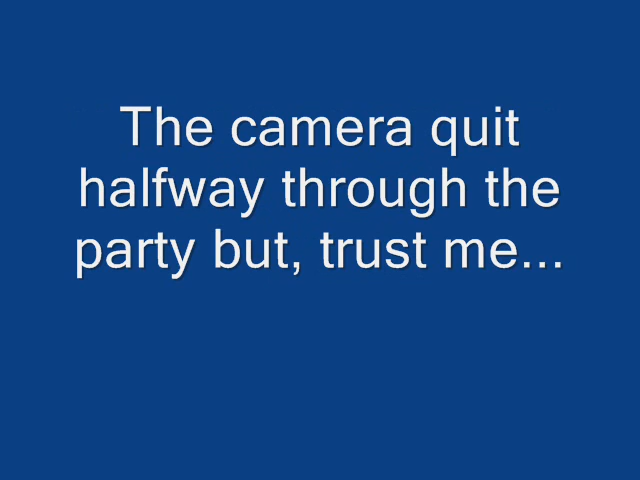 The camera quit
halfway through the
party but, trust me...